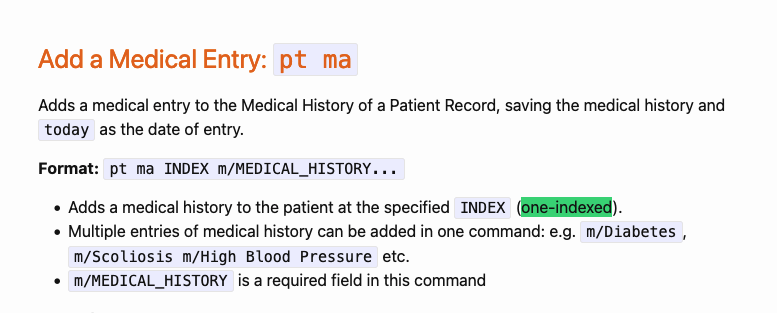 Add a Medical Entry: pt ma
Adds a medical entry to the Medical History of a Patient Record, saving the medical history and
today as the date of entry.
Format: pt ma INDEX m/MEDICAL_HISTORY...
• Adds a medical history to the patient at the specified INDEX (one-indexed).
• Multiple entries of medical history can be added in one command: e.g. m/Diabetes,
m/Scoliosis m/High Blood Pressure etc.
• m/MEDICAL_HISTORY is a required field in this command